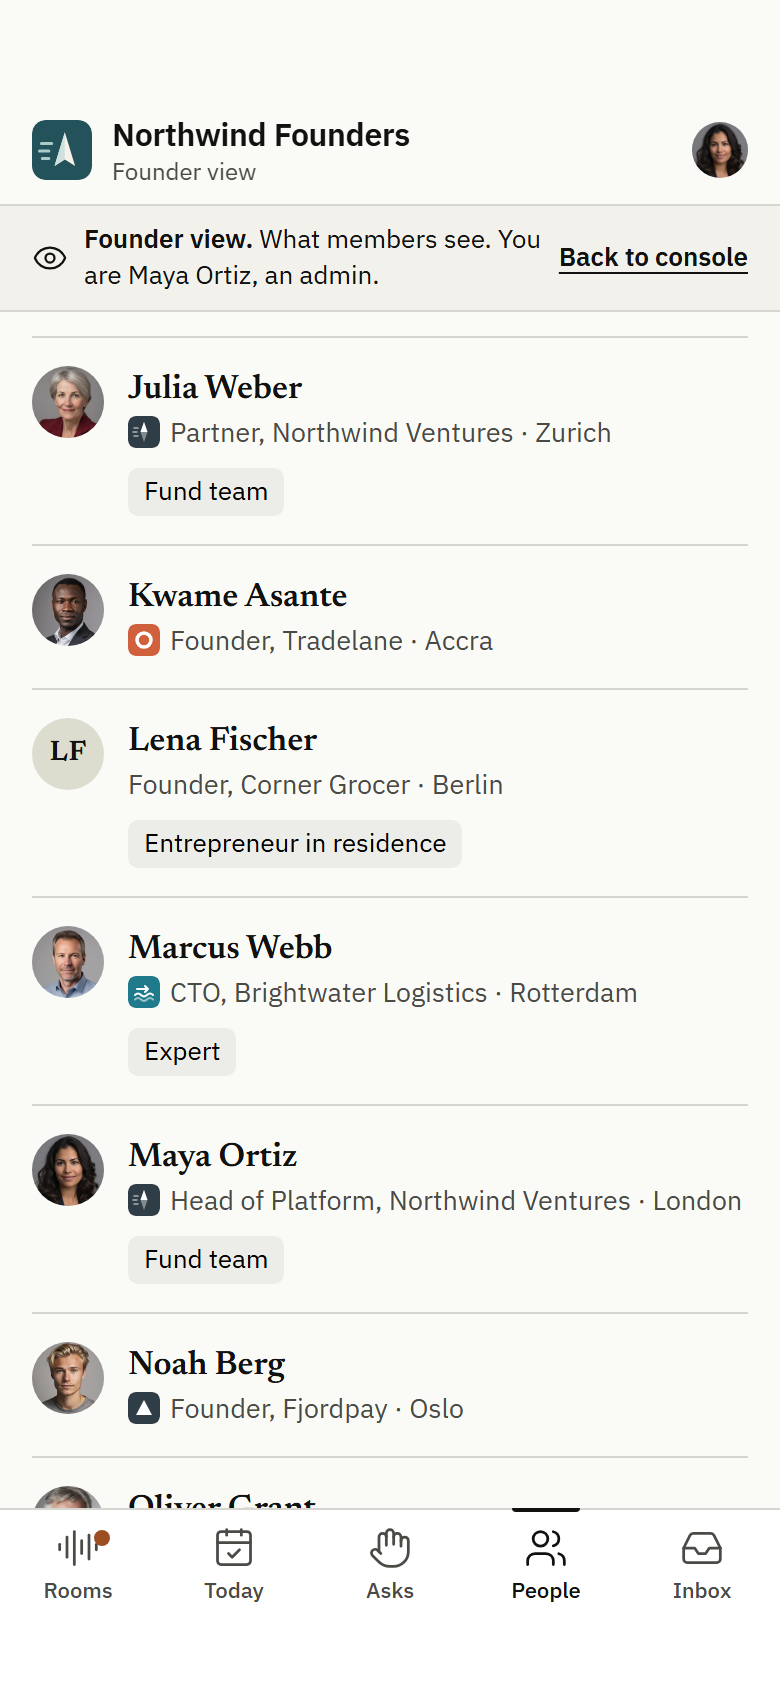 Northwind Founders
Founder view
Founder view. What members see. You
are Maya Ortiz, an admin.
Back to console
Julia Weber
Partner, Northwind Ventures · Zurich
Fund team
Kwame Asante
Founder, Tradelane · Accra
LF
Lena Fischer
Founder, Corner Grocer · Berlin
Entrepreneur in residence
Marcus Webb
CTO, Brightwater Logistics · Rotterdam
Expert
Maya Ortiz
Head of Platform, Northwind Ventures · London
Fund team
Noah Berg
Founder, Fjordpay · Oslo
Oliver Grant
Rooms
Today
Asks
People
Inbox